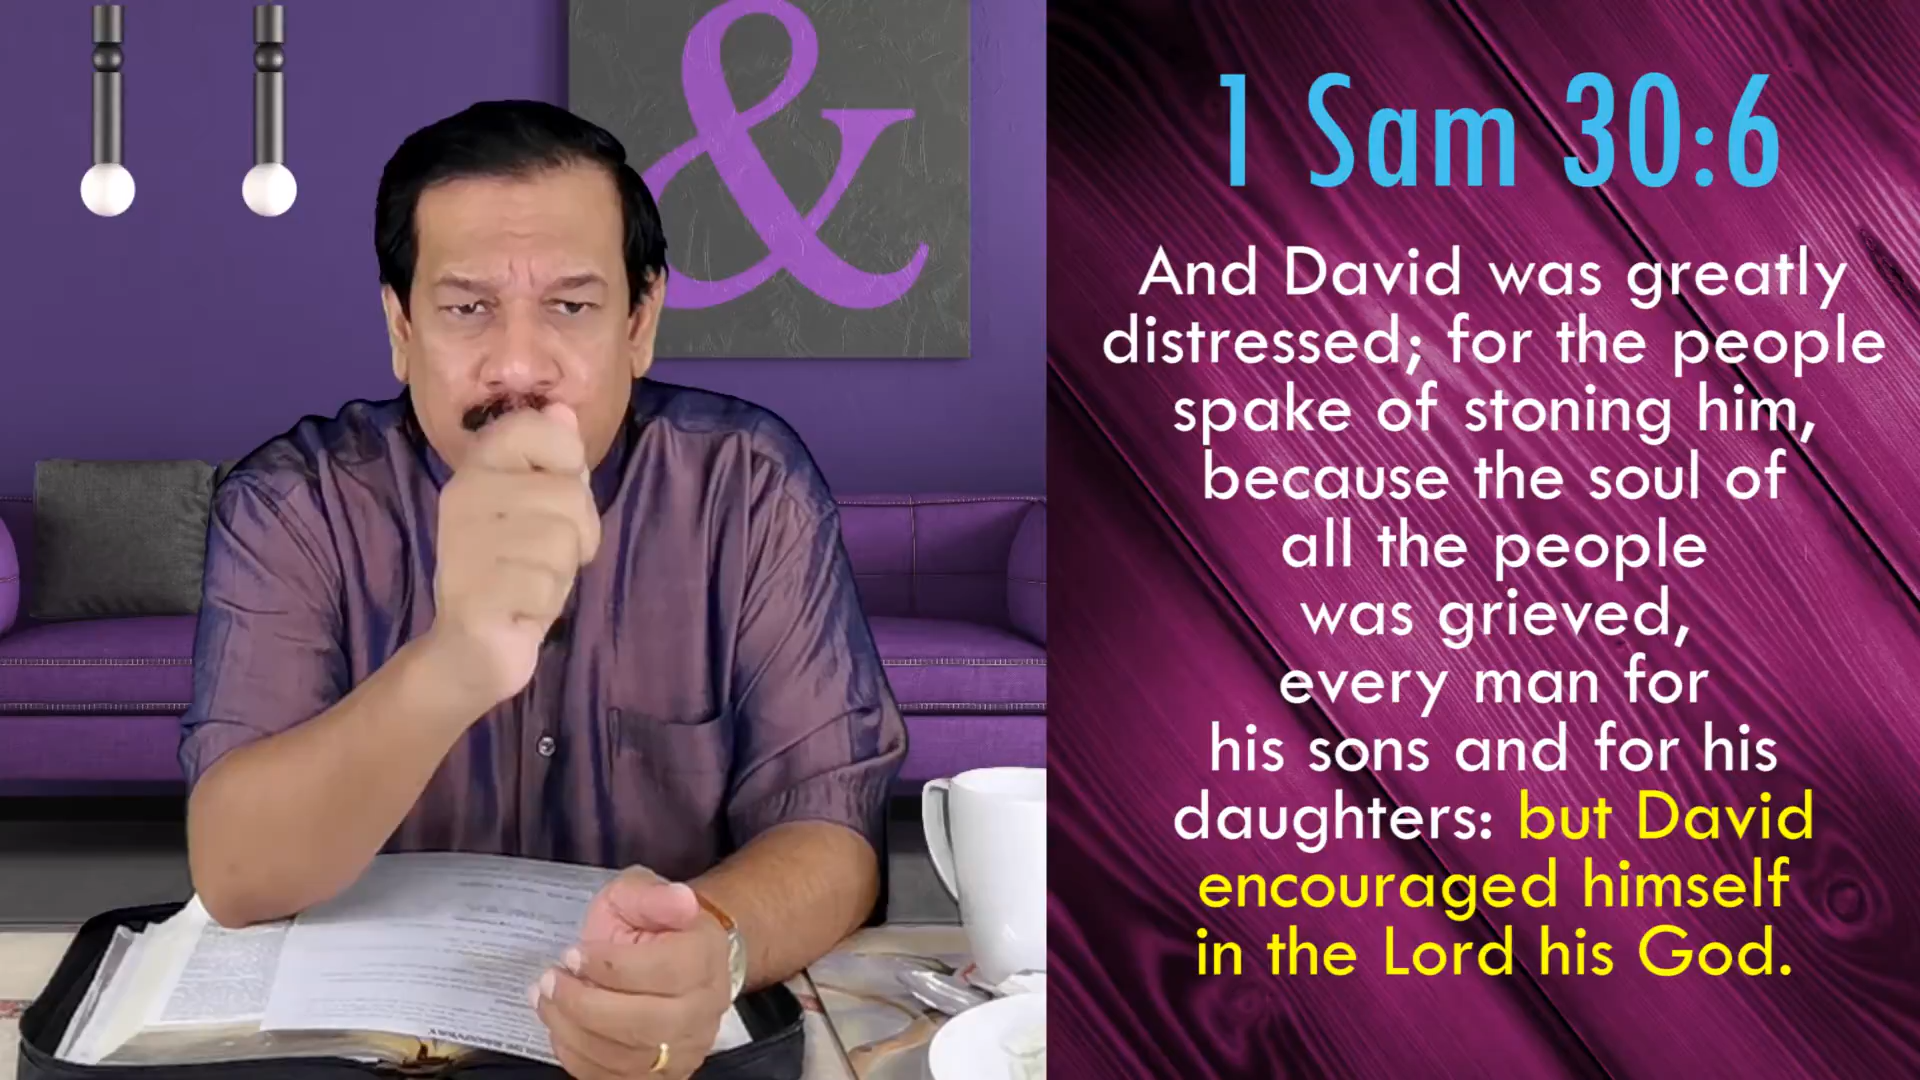 &
1 Sam 30:6
And David was greatly
distressed; for the people
spake of stoning him,
because the soul of
all the people
was grieved,
every man for
his sons and for his
daughters: but David
encouraged himself
in the Lord his God.